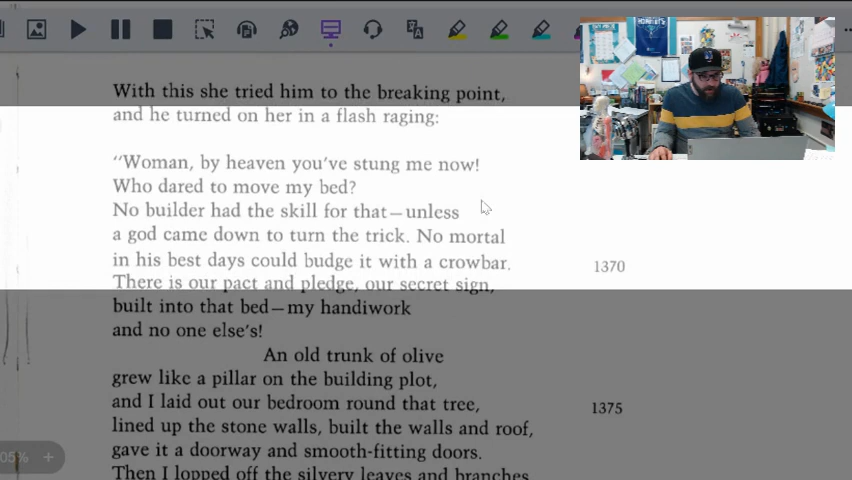 With this she tried him to the breaking point,
and he turned on her in a flash raging:
“Woman, by heaven you've stung me now!
Who dared to move my bed?
No builder had the skill for that—unless
a god came down to turn the trick. No mortal
in his best days could budge it with a crowbar. 1370
There is our pact and pledge, our secret sign,
built into that bed—my handiwork
and no one else's!
An old trunk of olive
grew like a pillar on the building plot,
and I laid out our bedroom round that tree, 1375
lined up the stone walls, built the walls and roof,
gave it a doorway and smooth-fitting doors.
Then I lopped off the silvery leaves and branches
05% +